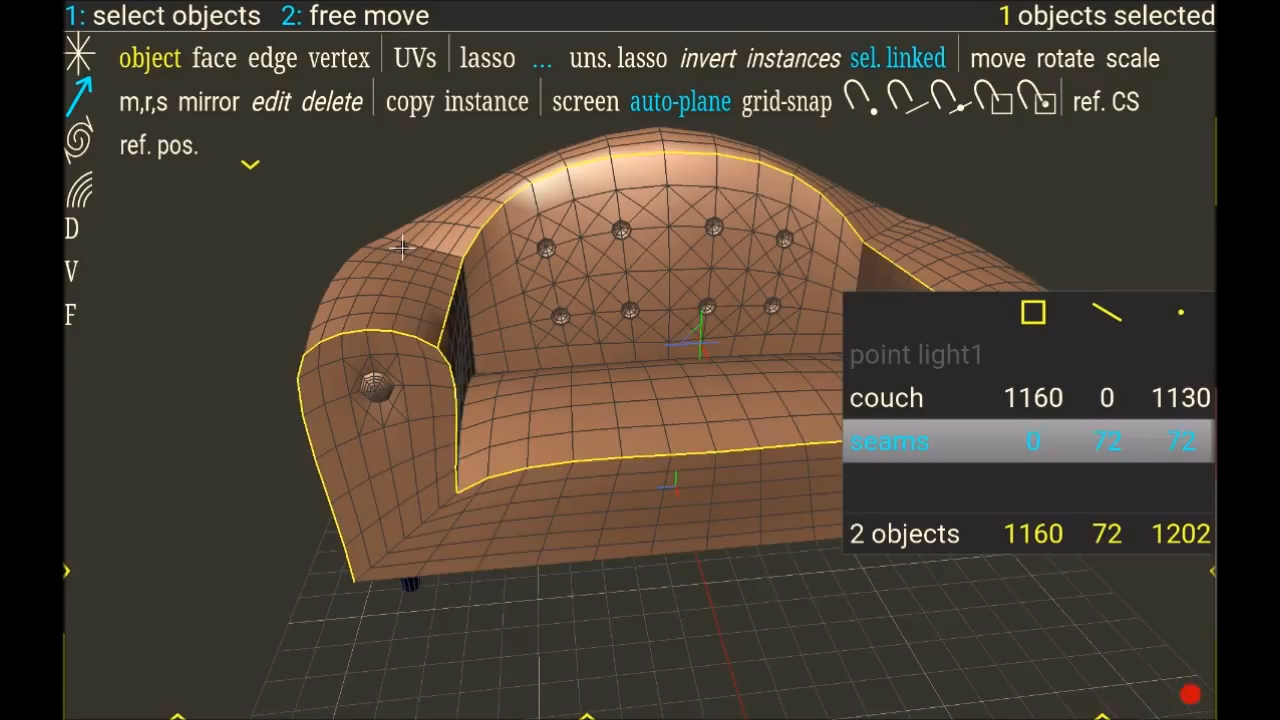 1: select objects 2: free move 1 objects selected
object face edge vertex UVs lasso ... uns. lasso invert instances sel. linked move rotate scale
m,r,s mirror edit delete copy instance screen auto-plane grid-snap ref. CS
ref. pos.
D
V
F
point light1
couch 1160 0 1130
seams 0 72 72
2 objects 1160 72 1202